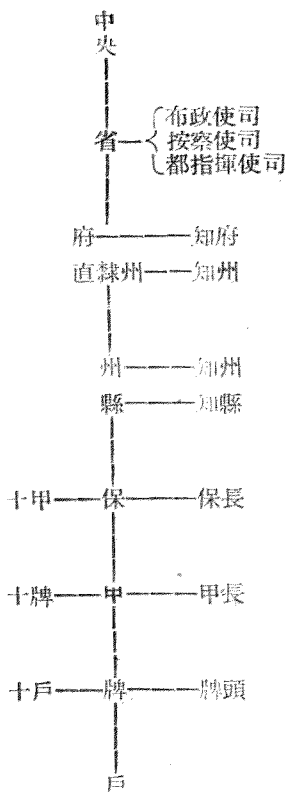 中央
省
布政使司
按察使司
都指揮使司
府 知府
直隸州 知州
州 知州
縣 知縣
十甲 保 保長
十牌 甲 甲長
十戶 牌 牌頭
戶